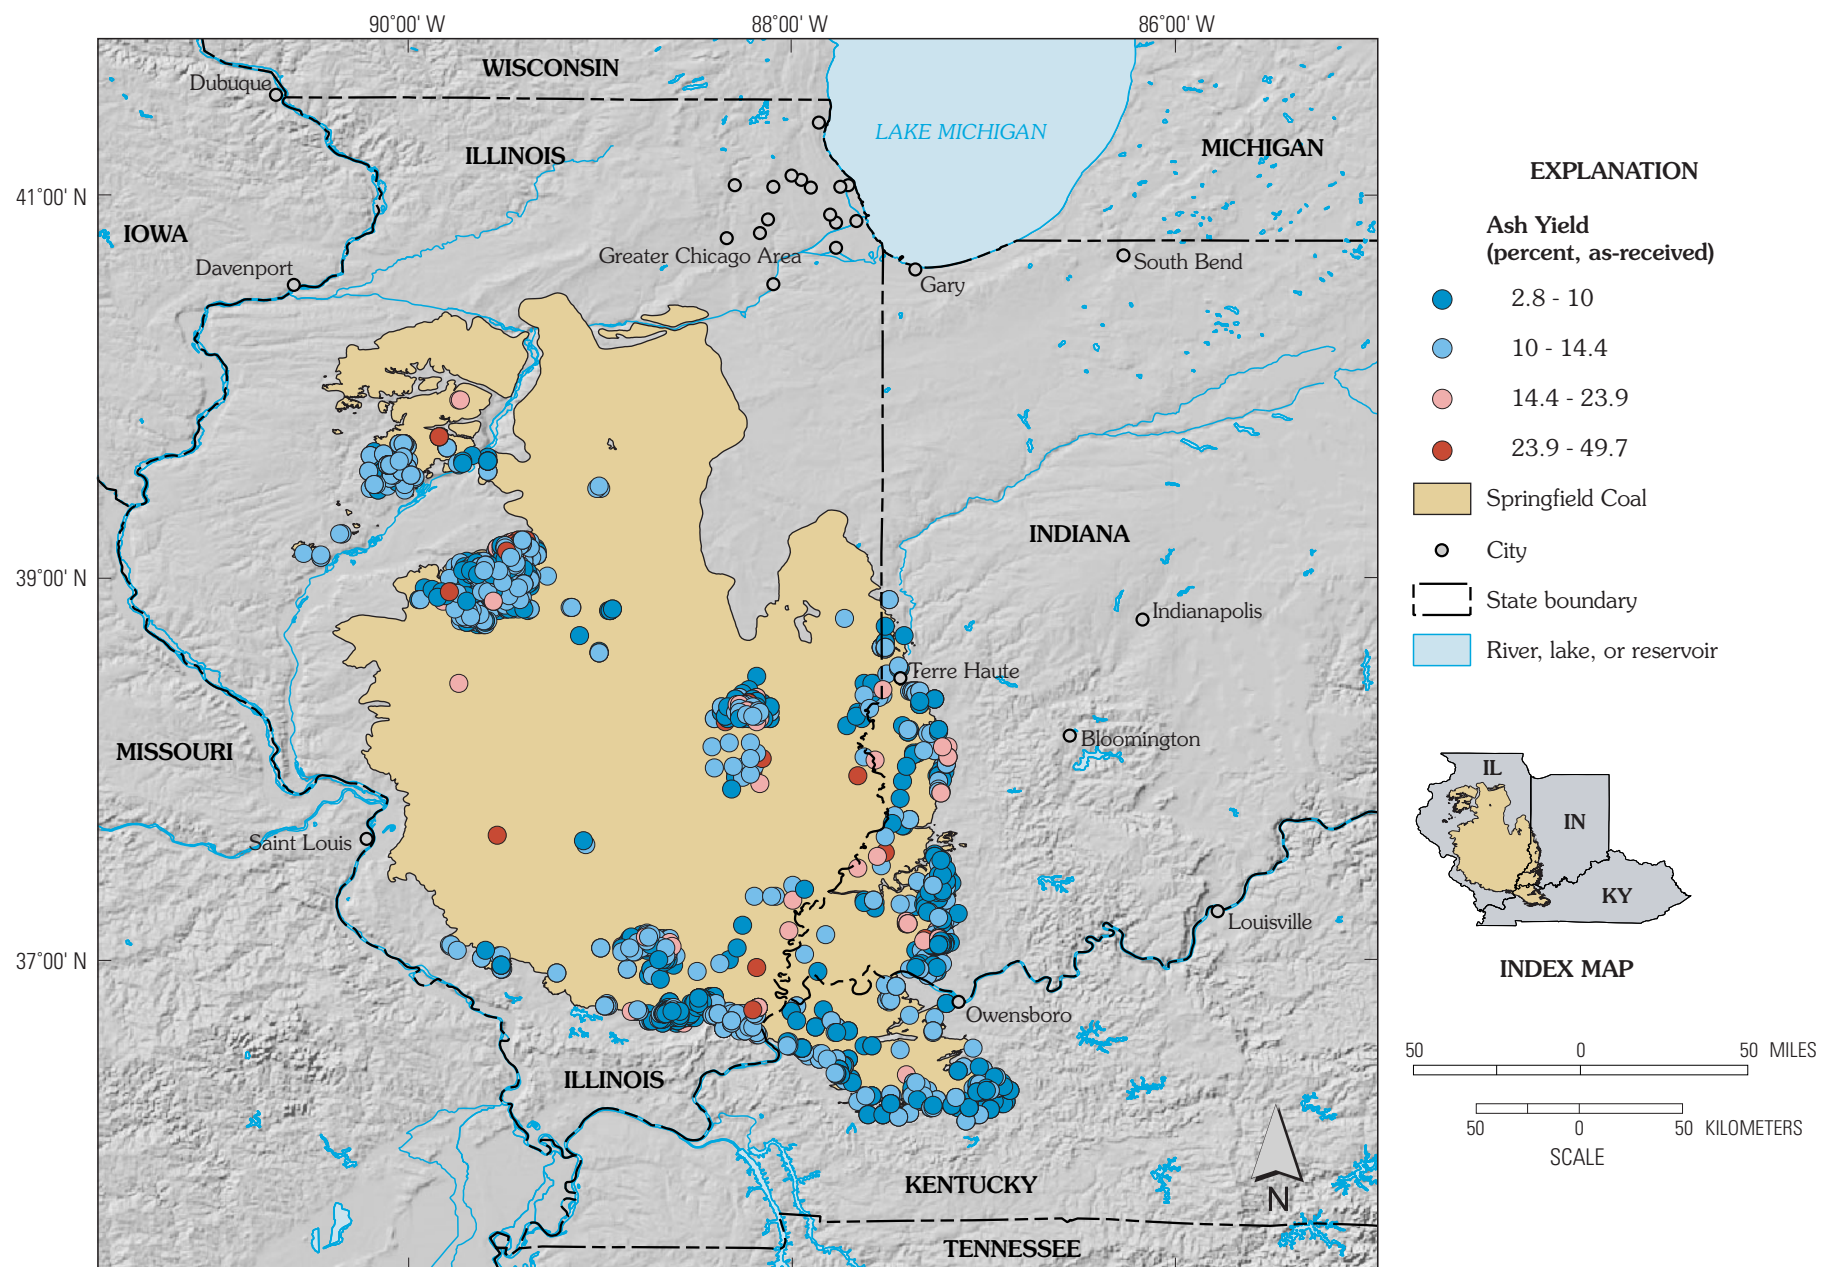 90°00' W
88°00' W
86°00' W
WISCONSIN
Dubuque
LAKE MICHIGAN
ILLINOIS
MICHIGAN
41°00' N
IOWA
Greater Chicago Area
Davenport
South Bend
Gary
INDIANA
39°00' N
Indianapolis
Terre Haute
Bloomington
MISSOURI
Saint Louis
Louisville
37°00' N
Owensboro
ILLINOIS
N
KENTUCKY
TENNESSEE
EXPLANATION
Ash Yield
(percent, as-received)
2.8 - 10
10 - 14.4
14.4 - 23.9
23.9 - 49.7
Springfield Coal
City
State boundary
River, lake, or reservoir
IL
IN
KY
INDEX MAP
50 0 50 MILES
50 0 50 KILOMETERS
SCALE